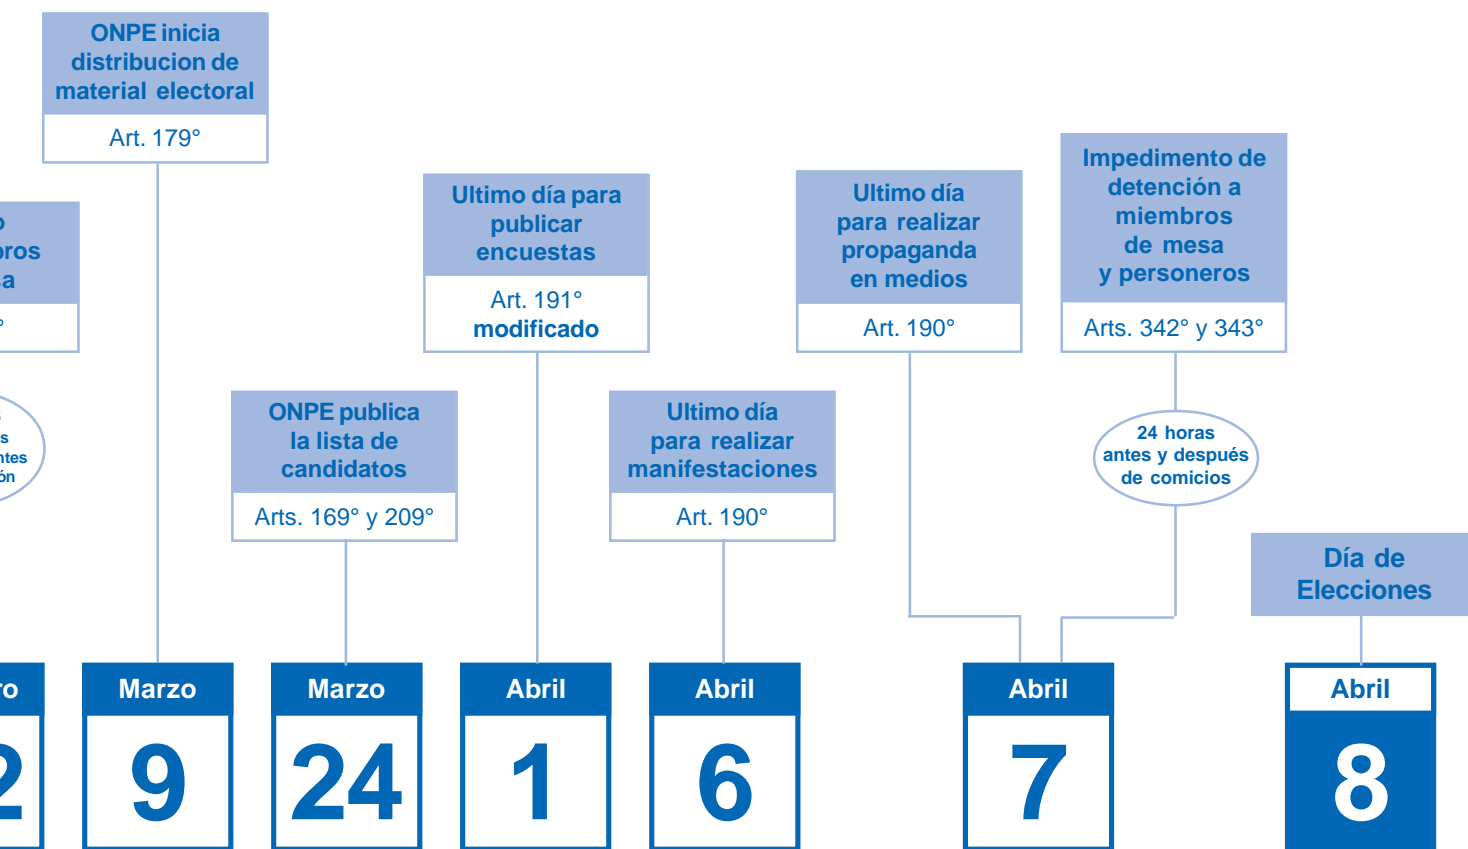 ONPE inicia
distribucion de
material electoral
Art. 179°
Ultimo día para
publicar
encuestas
Art. 191°
modificado
Ultimo día
para realizar
propaganda
en medios
Art. 190°
Impedimento de
detención a
miembros
de mesa
y personeros
Arts. 342° y 343°
ONPE publica
la lista de
candidatos
Arts. 169° y 209°
Ultimo día
para realizar
manifestaciones
Art. 190°
24 horas
antes y después
de comicios
Día de
Elecciones
Marzo
9
Marzo
24
Abril
1
Abril
6
Abril
7
Abril
8